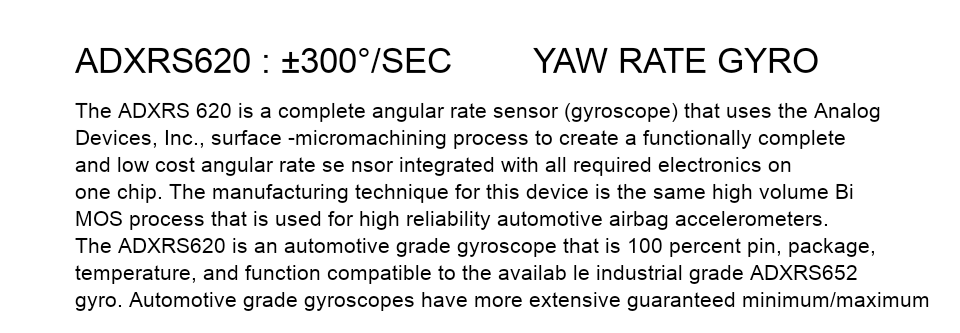 ADXRS620 : ±300°/SEC YAW RATE GYRO
The ADXRS 620 is a complete angular rate sensor (gyroscope) that uses the Analog
Devices, Inc., surface -micromachining process to create a functionally complete
and low cost angular rate se nsor integrated with all required electronics on
one chip. The manufacturing technique for this device is the same high volume Bi
MOS process that is used for high reliability automotive airbag accelerometers.
The ADXRS620 is an automotive grade gyroscope that is 100 percent pin, package,
temperature, and function compatible to the availab le industrial grade ADXRS652
gyro. Automotive grade gyroscopes have more extensive guaranteed minimum/maximum